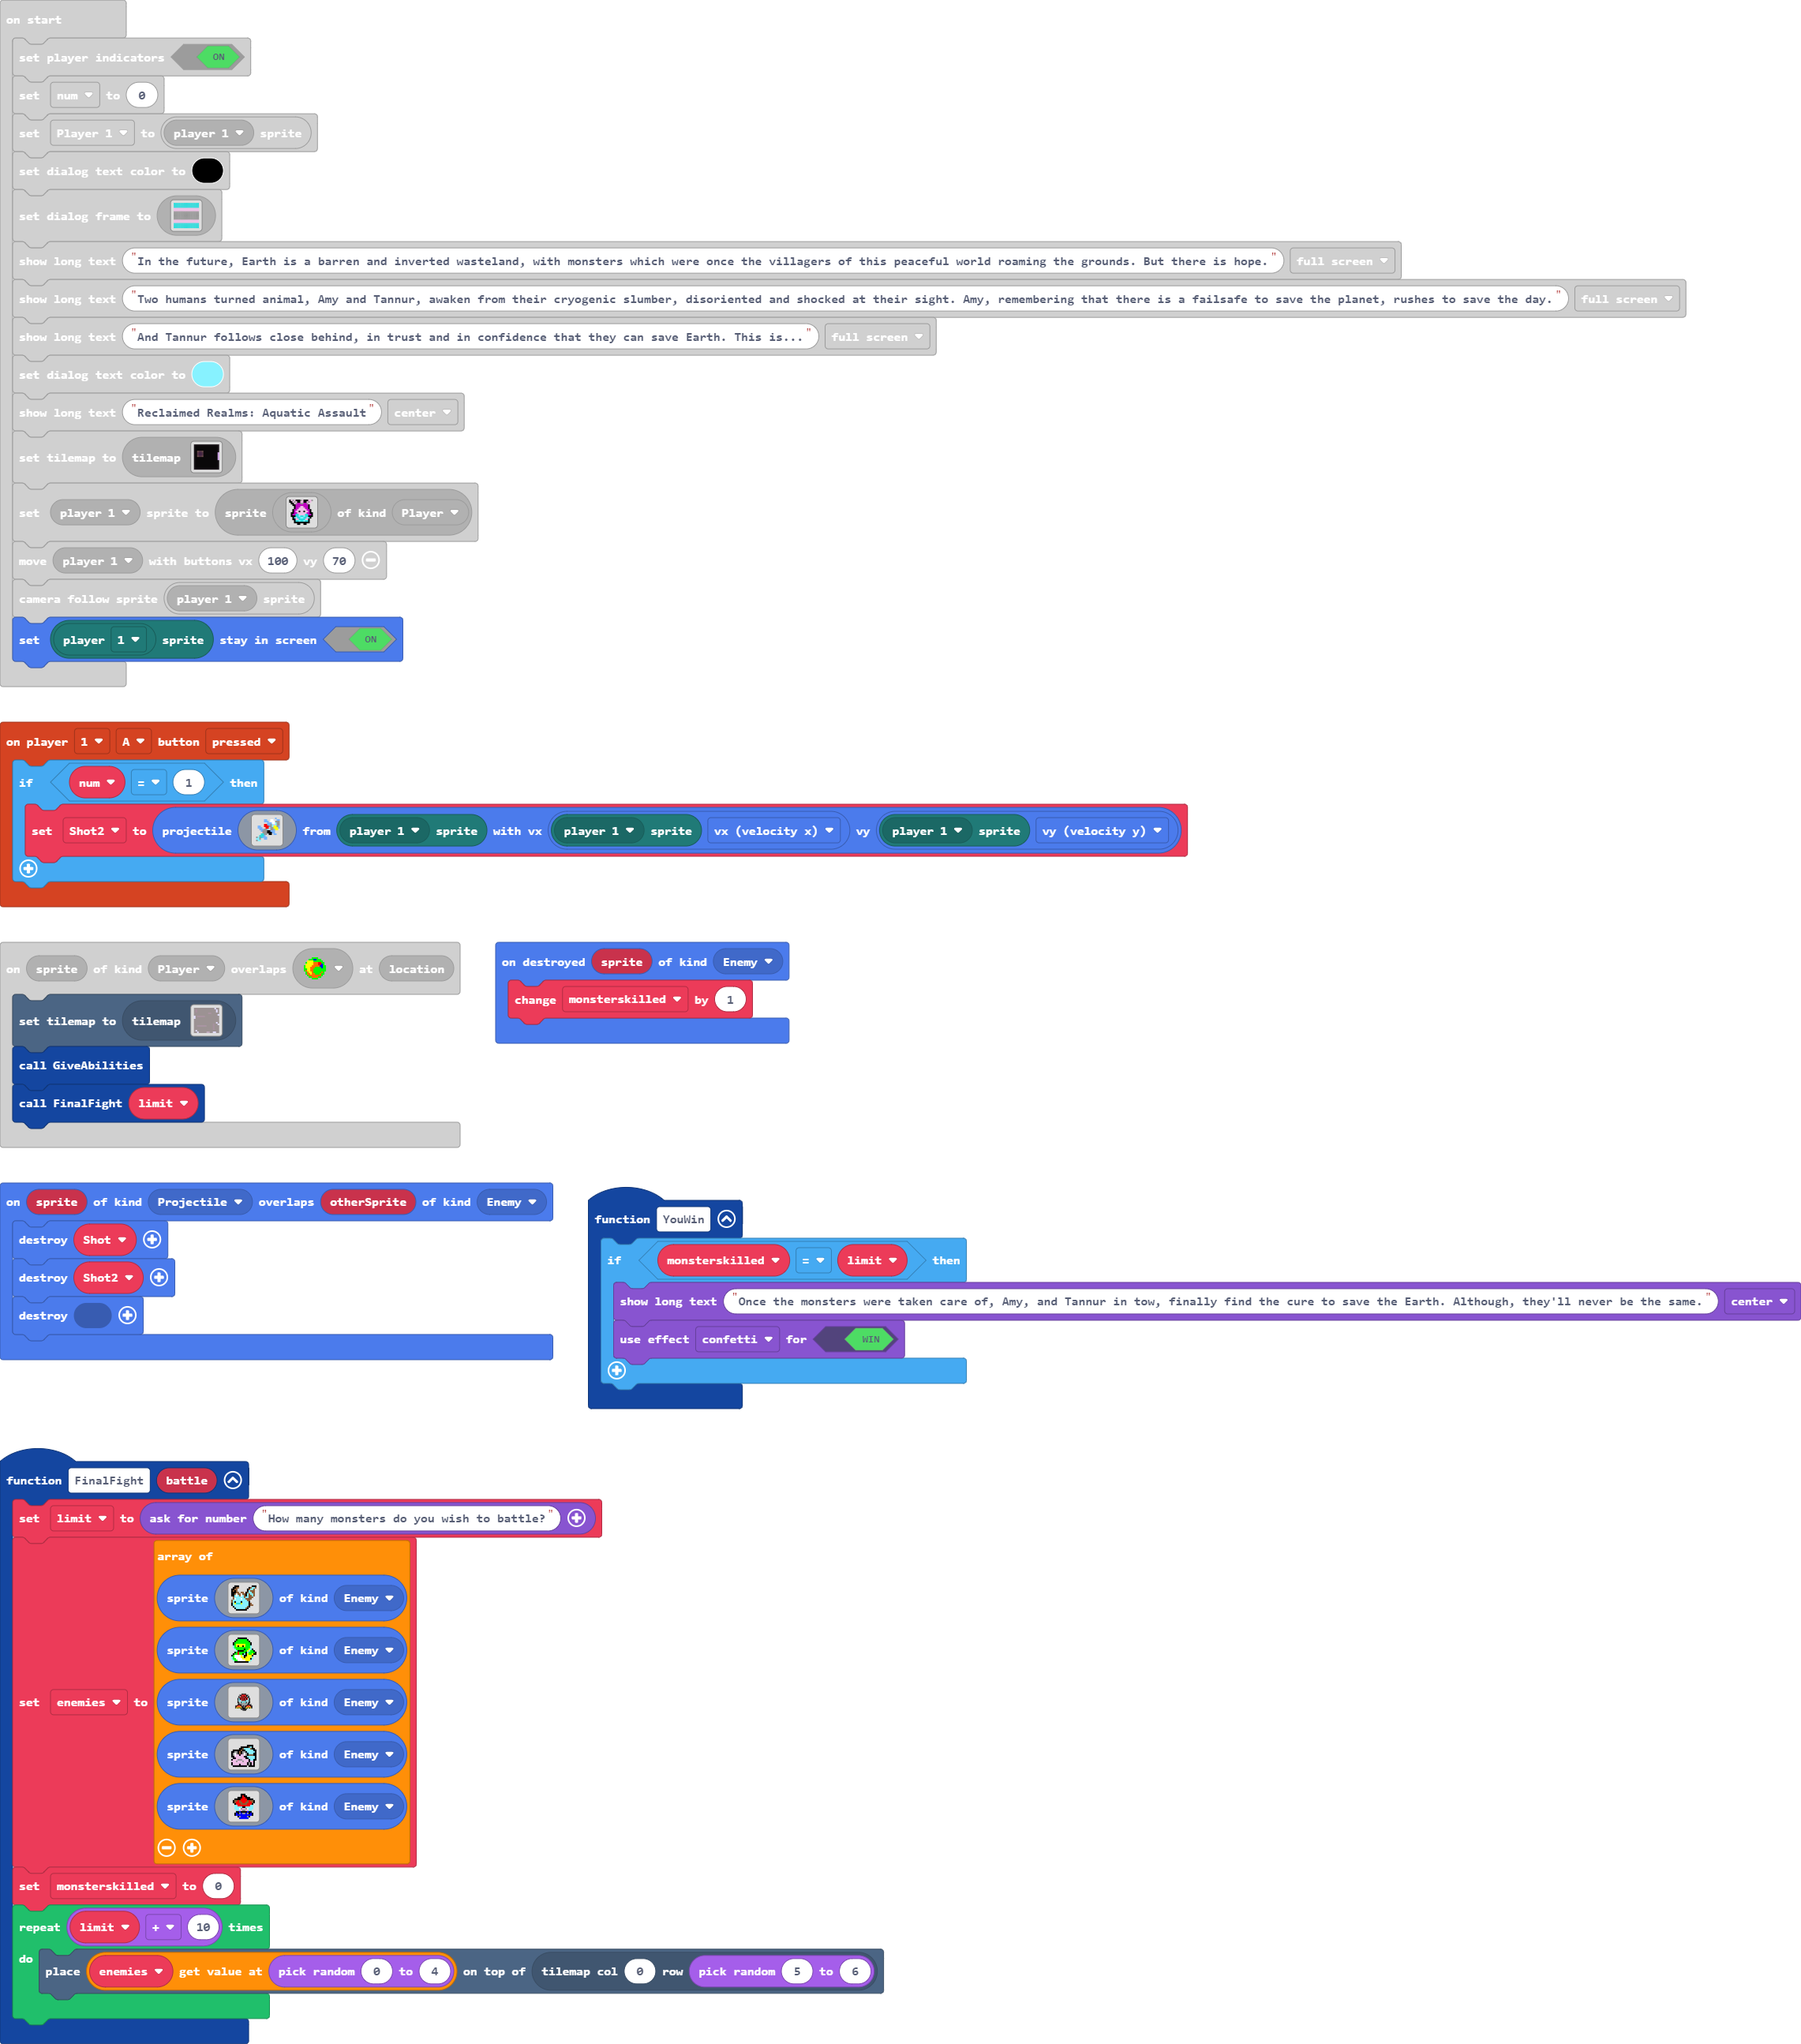 on start
set player indicators ON
set num to 0
set Player 1 to player 1 sprite
set dialog text color to
set dialog frame to
show long text "In the future, Earth is a barren and inverted wasteland, with monsters which were once the villagers of this peaceful world roaming the grounds. But there is hope." full screen
show long text "Two humans turned animal, Amy and Tannur, awaken from their cryogenic slumber, disoriented and shocked at their sight. Amy, remembering that there is a failsafe to save the planet, rushes to save the day." full screen
show long text "And Tannur follows close behind, in trust and in confidence that they can save Earth. This is..." full screen
set dialog text color to
show long text "Reclaimed Realms: Aquatic Assault" center
set tilemap to tilemap
set player 1 sprite to sprite of kind Player
move player 1 with buttons vx 100 vy 70
camera follow sprite player 1 sprite
set player 1 sprite stay in screen ON
on player 1 A button pressed
if num = 1 then
set Shot2 to projectile from player 1 sprite with vx player 1 sprite vx (velocity x) vy player 1 sprite vy (velocity y)
on sprite of kind Player overlaps at location
set tilemap to tilemap
call GiveAbilities
call FinalFight limit
on destroyed sprite of kind Enemy
change monsterskilled by 1
on sprite of kind Projectile overlaps otherSprite of kind Enemy
destroy Shot
destroy Shot2
destroy
function YouWin
if monsterskilled = limit then
show long text "Once the monsters were taken care of, Amy, and Tannur in tow, finally find the cure to save the Earth. Although, they'll never be the same." center
use effect confetti for WIN
function FinalFight battle
set limit to ask for number "How many monsters do you wish to battle?"
set enemies to array of
sprite of kind Enemy
sprite of kind Enemy
sprite of kind Enemy
sprite of kind Enemy
sprite of kind Enemy
set monsterskilled to 0
repeat limit + 10 times
do place enemies get value at pick random 0 to 4 on top of tilemap col 0 row pick random 5 to 6